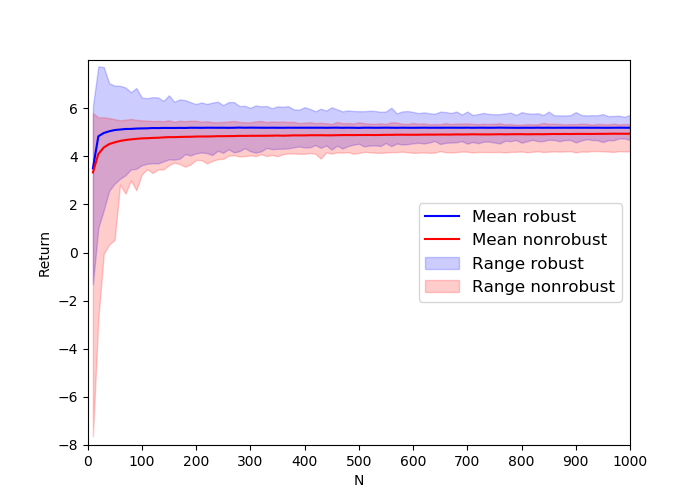 6
4
2
0
−2
−4
−6
−8
Return
0 100 200 300 400 500 600 700 800 900 1000
N
Mean robust
Mean nonrobust
Range robust
Range nonrobust